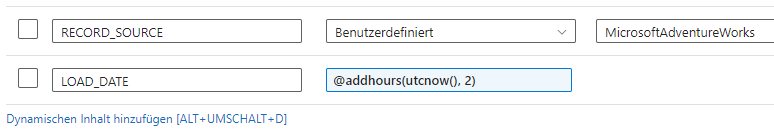 RECORD_SOURCE Benutzerdefiniert MicrosoftAdventureWorks
LOAD_DATE @addhours(utcnow(), 2)
Dynamischen Inhalt hinzufügen [ALT+UMSCHALT+D]